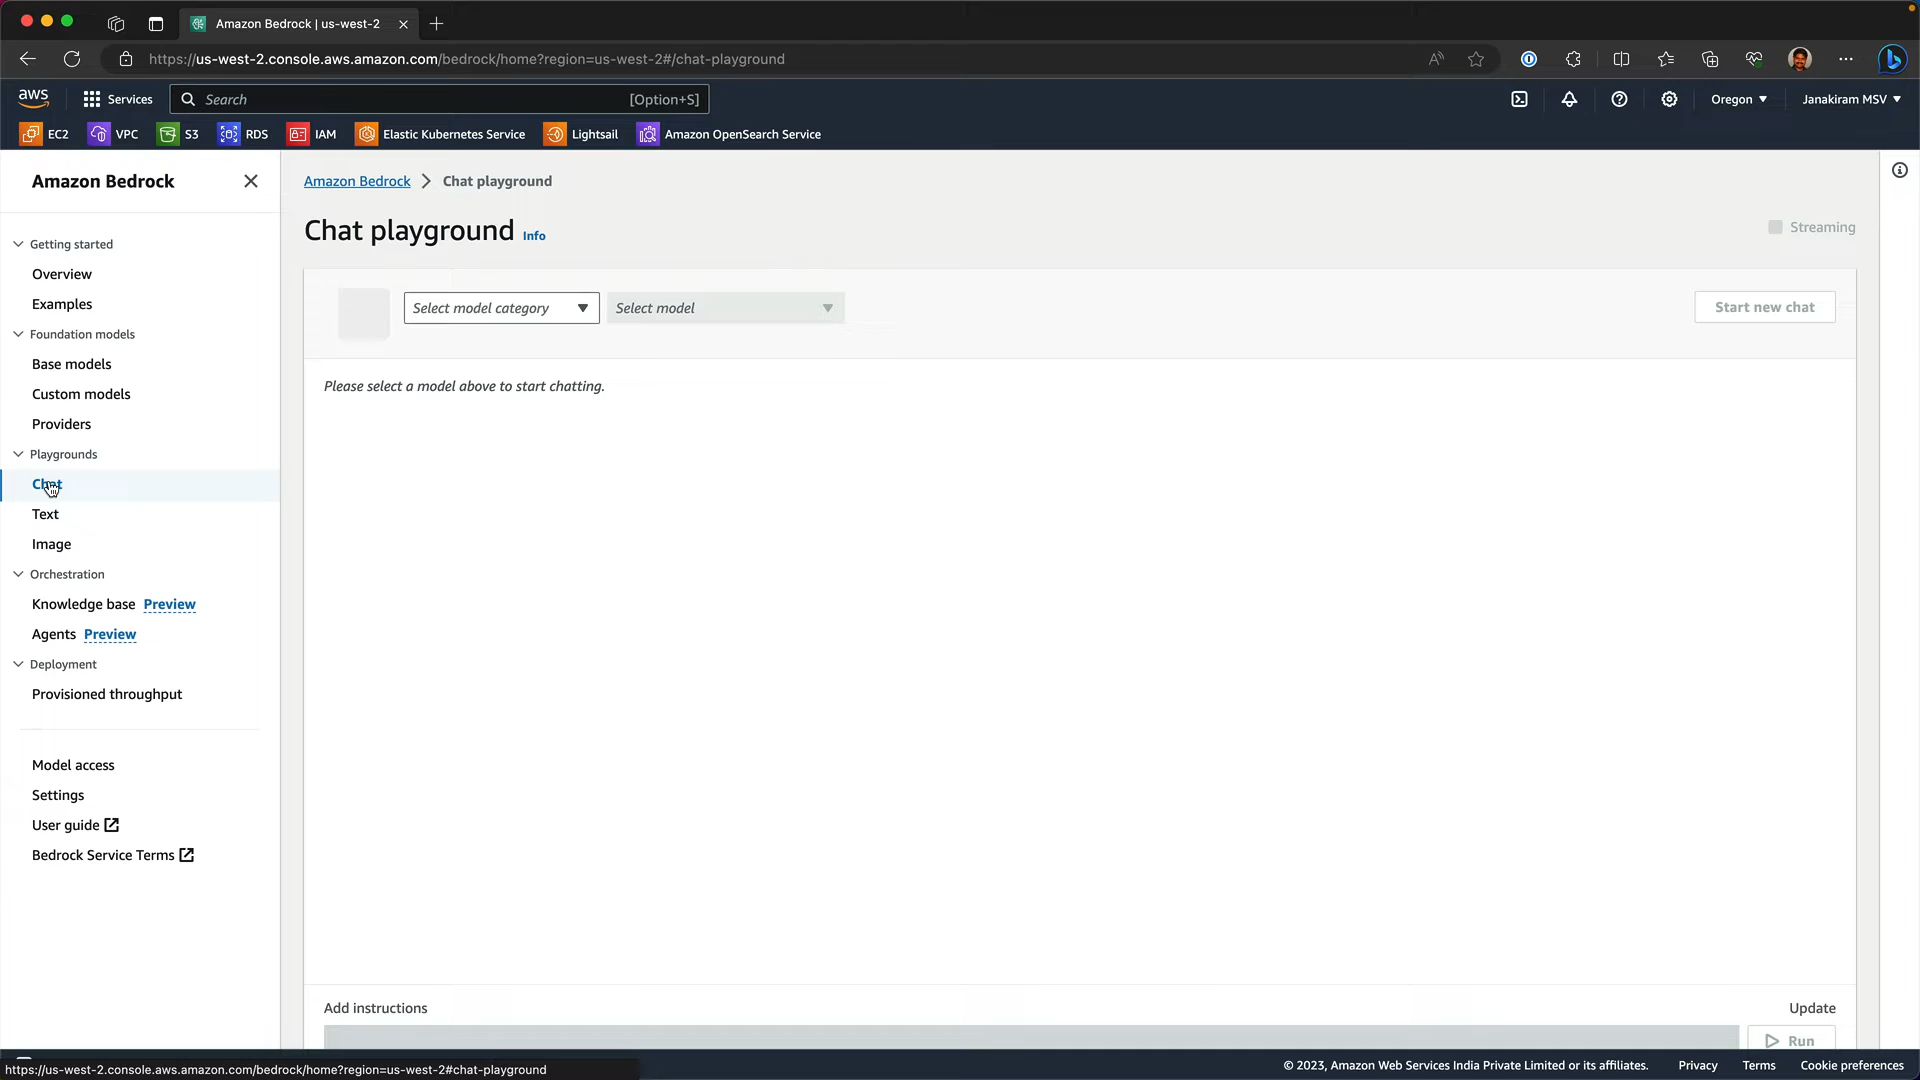 Amazon Bedrock | us-west-2
https://us-west-2.console.aws.amazon.com/bedrock/home?region=us-west-2#/chat-playground
aws
Services
Search
[Option+S]
Oregon
Janakiram MSV
EC2
VPC
S3
RDS
IAM
Elastic Kubernetes Service
Lightsail
Amazon OpenSearch Service
Amazon Bedrock
Getting started
Overview
Examples
Foundation models
Base models
Custom models
Providers
Playgrounds
Chat
Text
Image
Orchestration
Knowledge base Preview
Agents Preview
Deployment
Provisioned throughput
Model access
Settings
User guide
Bedrock Service Terms
Amazon Bedrock > Chat playground
Chat playground Info
Streaming
Select model category
Select model
Start new chat
Please select a model above to start chatting.
Add instructions
Update
Run
https://us-west-2.console.aws.amazon.com/bedrock/home?region=us-west-2#chat-playground
© 2023, Amazon Web Services India Private Limited or its affiliates.
Privacy
Terms
Cookie preferences